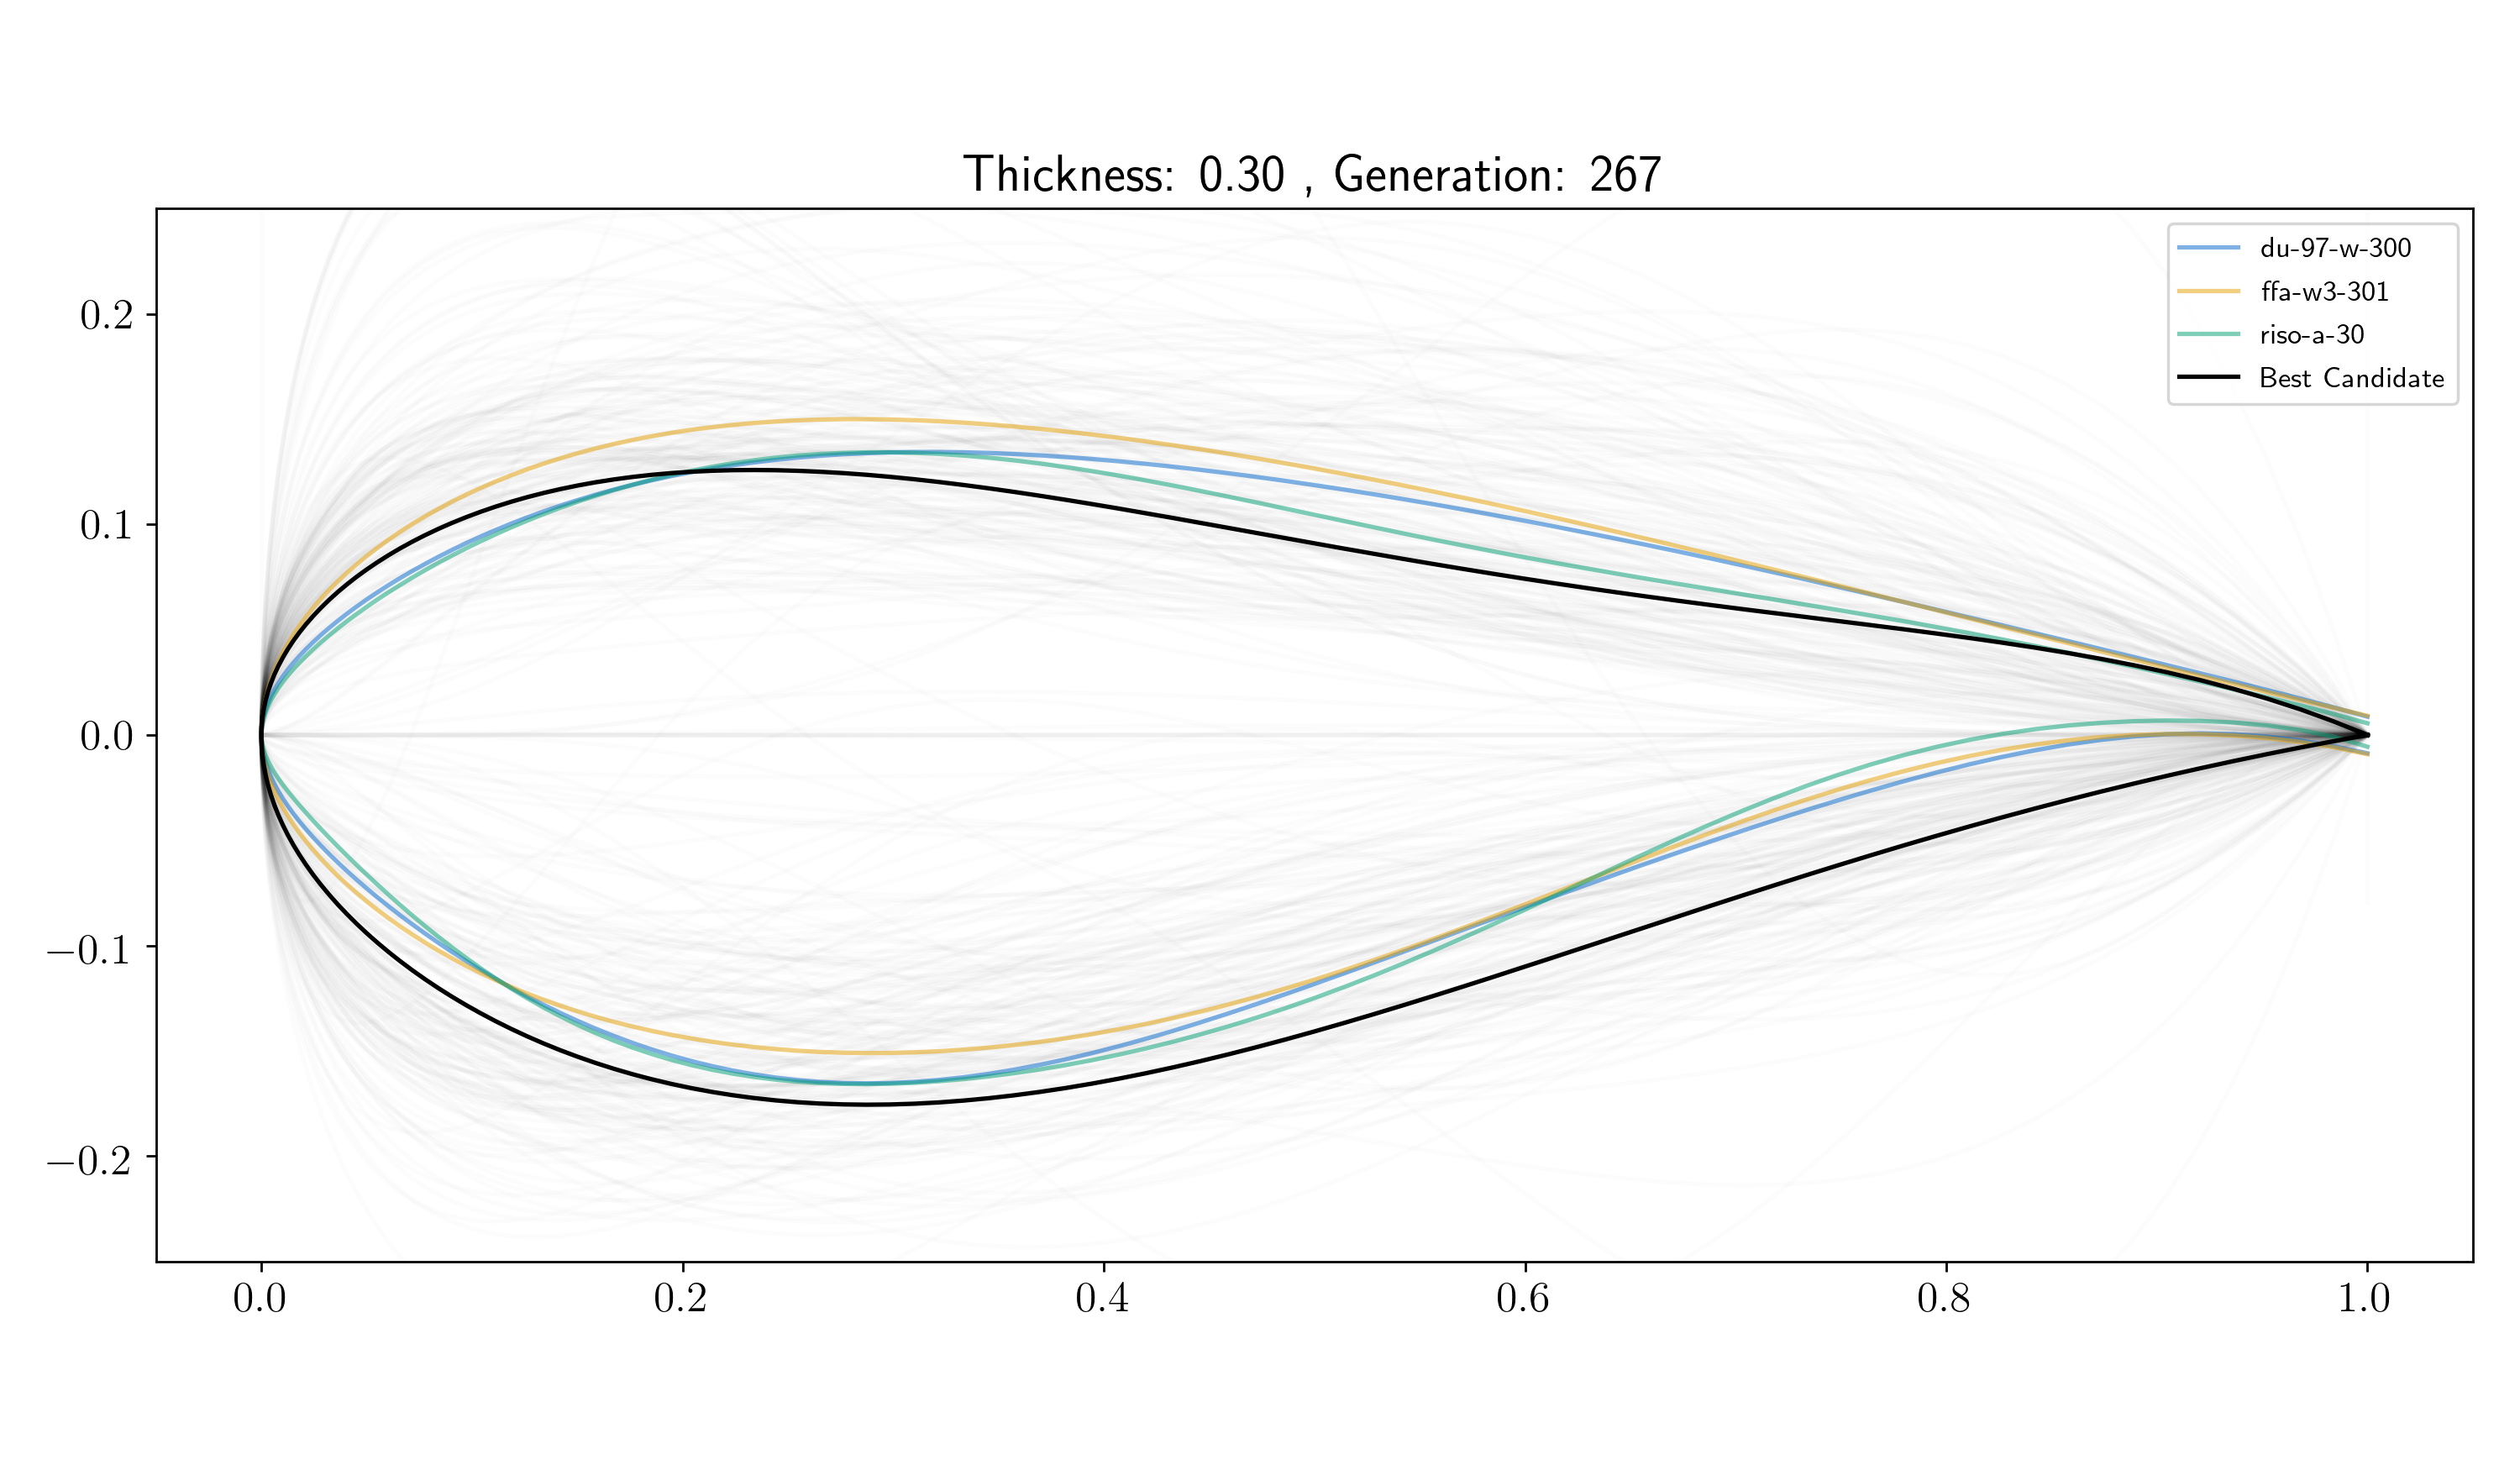 Thickness: 0.30 , Generation: 267
du-97-w-300
ffa-w3-301
riso-a-30
Best Candidate
0.2
0.1
0.0
−0.1
−0.2
0.0 0.2 0.4 0.6 0.8 1.0